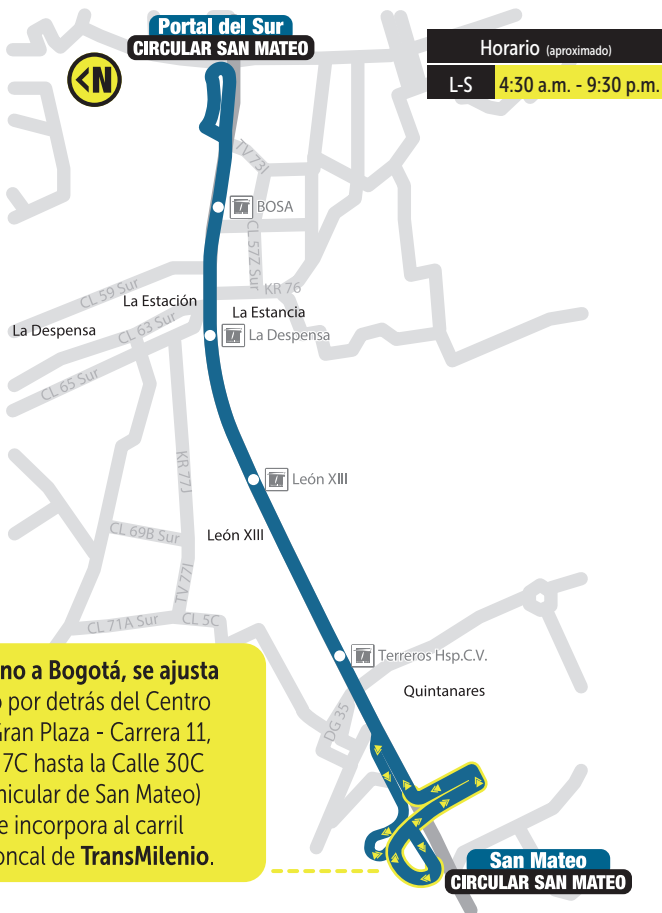 Portal del Sur
CIRCULAR SAN MATEO
Horario (aproximado)
L-S 4:30 a.m. - 9:30 p.m.
<N
TV 73I
BOSA
CL 57Z Sur
CL 59 Sur
KR 76
La Estación
La Estancia
La Despensa
CL 63 Sur
La Despensa
CL 65 Sur
KR 77J
León XIII
CL 69B Sur
León XIII
TV 77I
CL 71A Sur
CL 5C
Terreros Hsp.C.V.
Quintanares
DG 35
no a Bogotá, se ajusta
por detrás del Centro
Gran Plaza - Carrera 11,
7C hasta la Calle 30C
hicular de San Mateo)
e incorpora al carril
oncal de TransMilenio.
San Mateo
CIRCULAR SAN MATEO